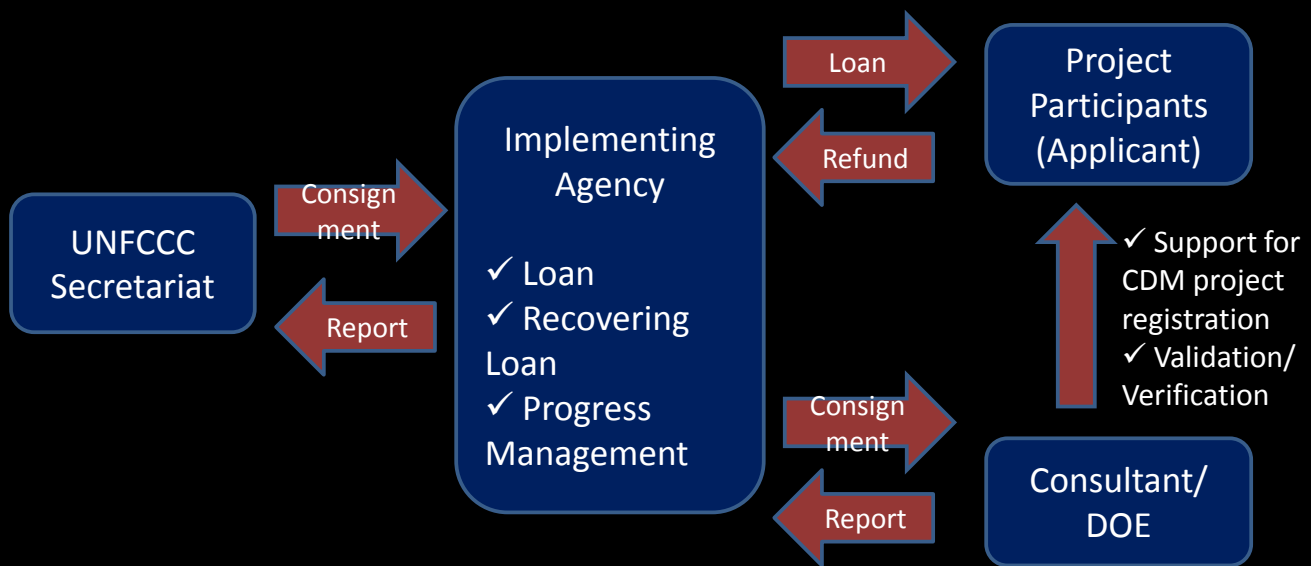 UNFCCC
Secretariat
Consign
ment
Report
Implementing
Agency
✓ Loan
✓ Recovering
Loan
✓ Progress
Management
Loan
Refund
Project
Participants
(Applicant)
✓ Support for
CDM project
registration
✓ Validation/
Verification
Consign
ment
Report
Consultant/
DOE